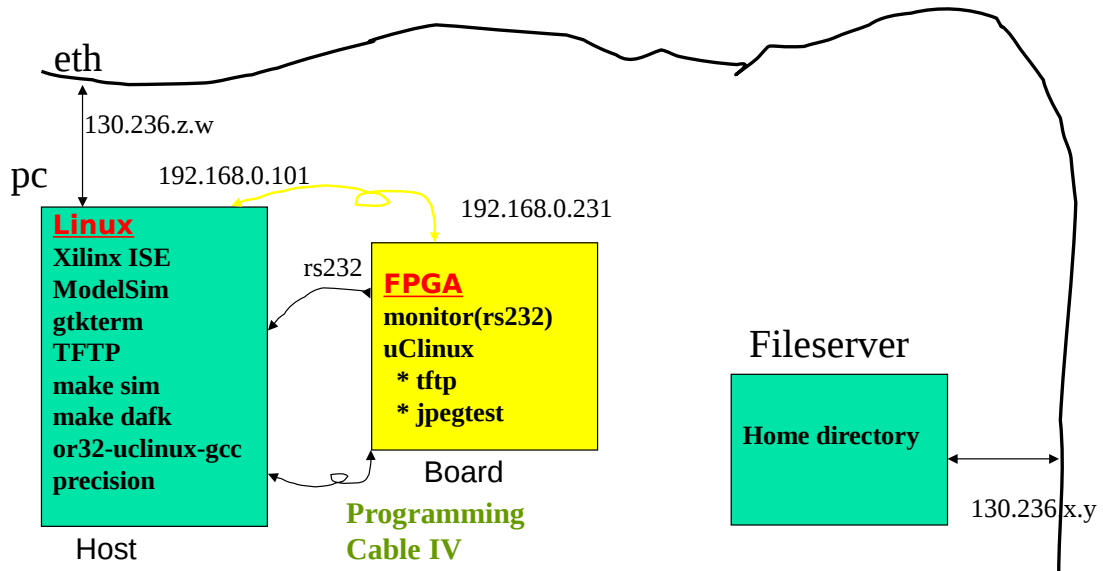 eth
130.236.z.w
pc
192.168.0.101
192.168.0.231
Linux
Xilinx ISE
ModelSim
gtkterm
TFTP
make sim
make dafk
or32-uclinux-gcc
precision
Host
rs232
FPGA
monitor(rs232)
uClinux
* tftp
* jpegtest
Board
Programming
Cable IV
Fileserver
Home directory
130.236.x.y